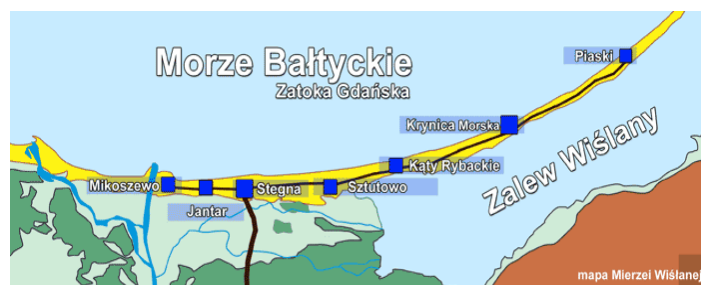 Morze Bałtyckie
Zatoka Gdańska
Piaski
Krynica Morska
Kąty Rybackie
Zalew Wiślany
Mikoszewo
Stegna
Sztutowo
Jantar
mapa Mierzei Wiślanej